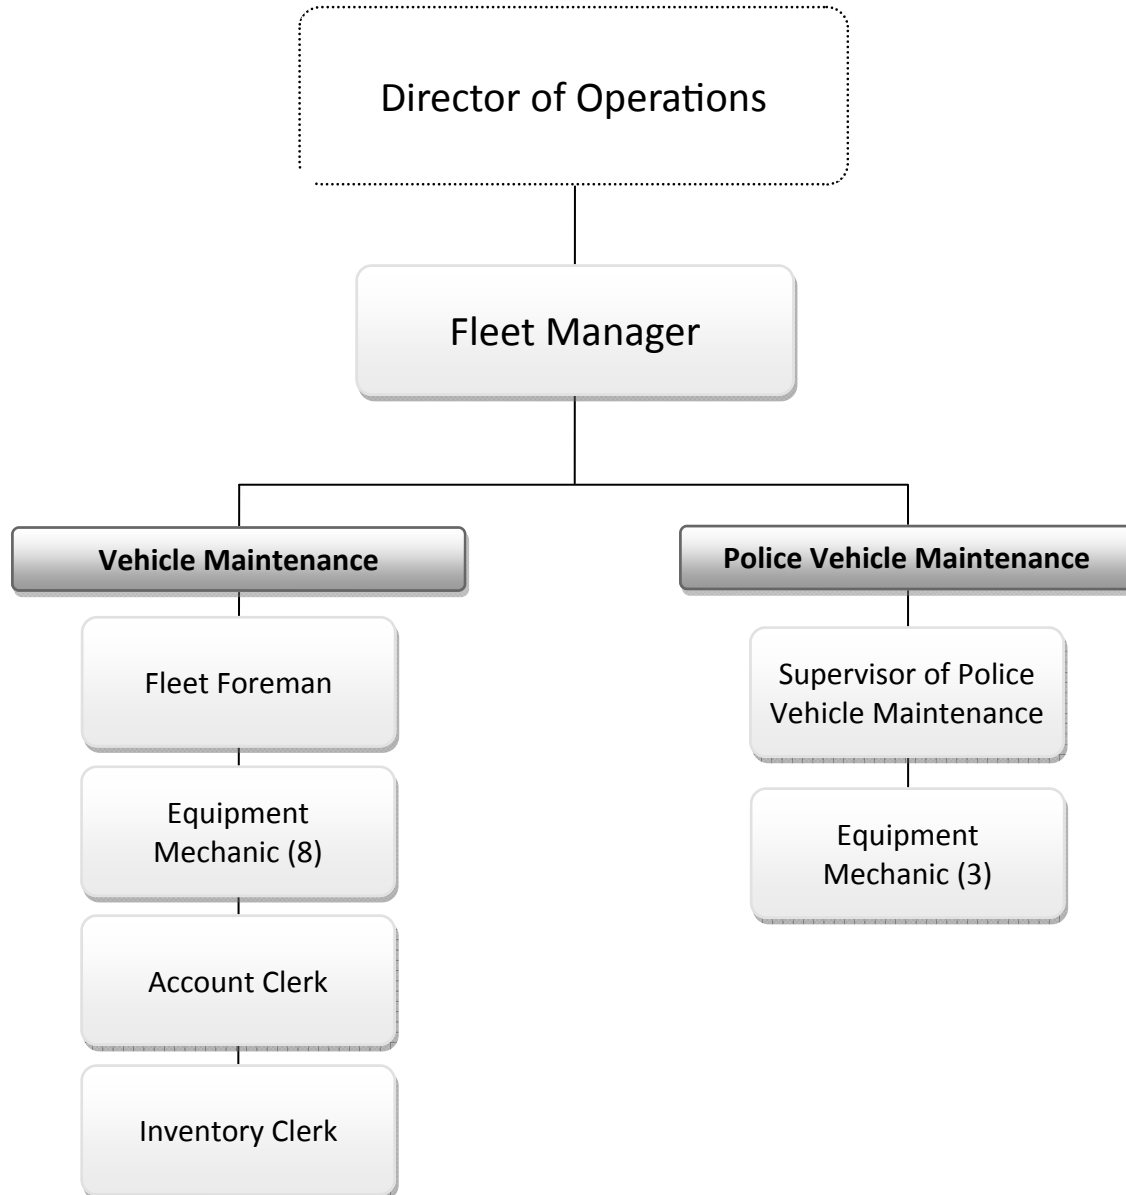 Director of Operations
Fleet Manager
Vehicle Maintenance
Fleet Foreman
Equipment
Mechanic (8)
Account Clerk
Inventory Clerk
Police Vehicle Maintenance
Supervisor of Police
Vehicle Maintenance
Equipment
Mechanic (3)